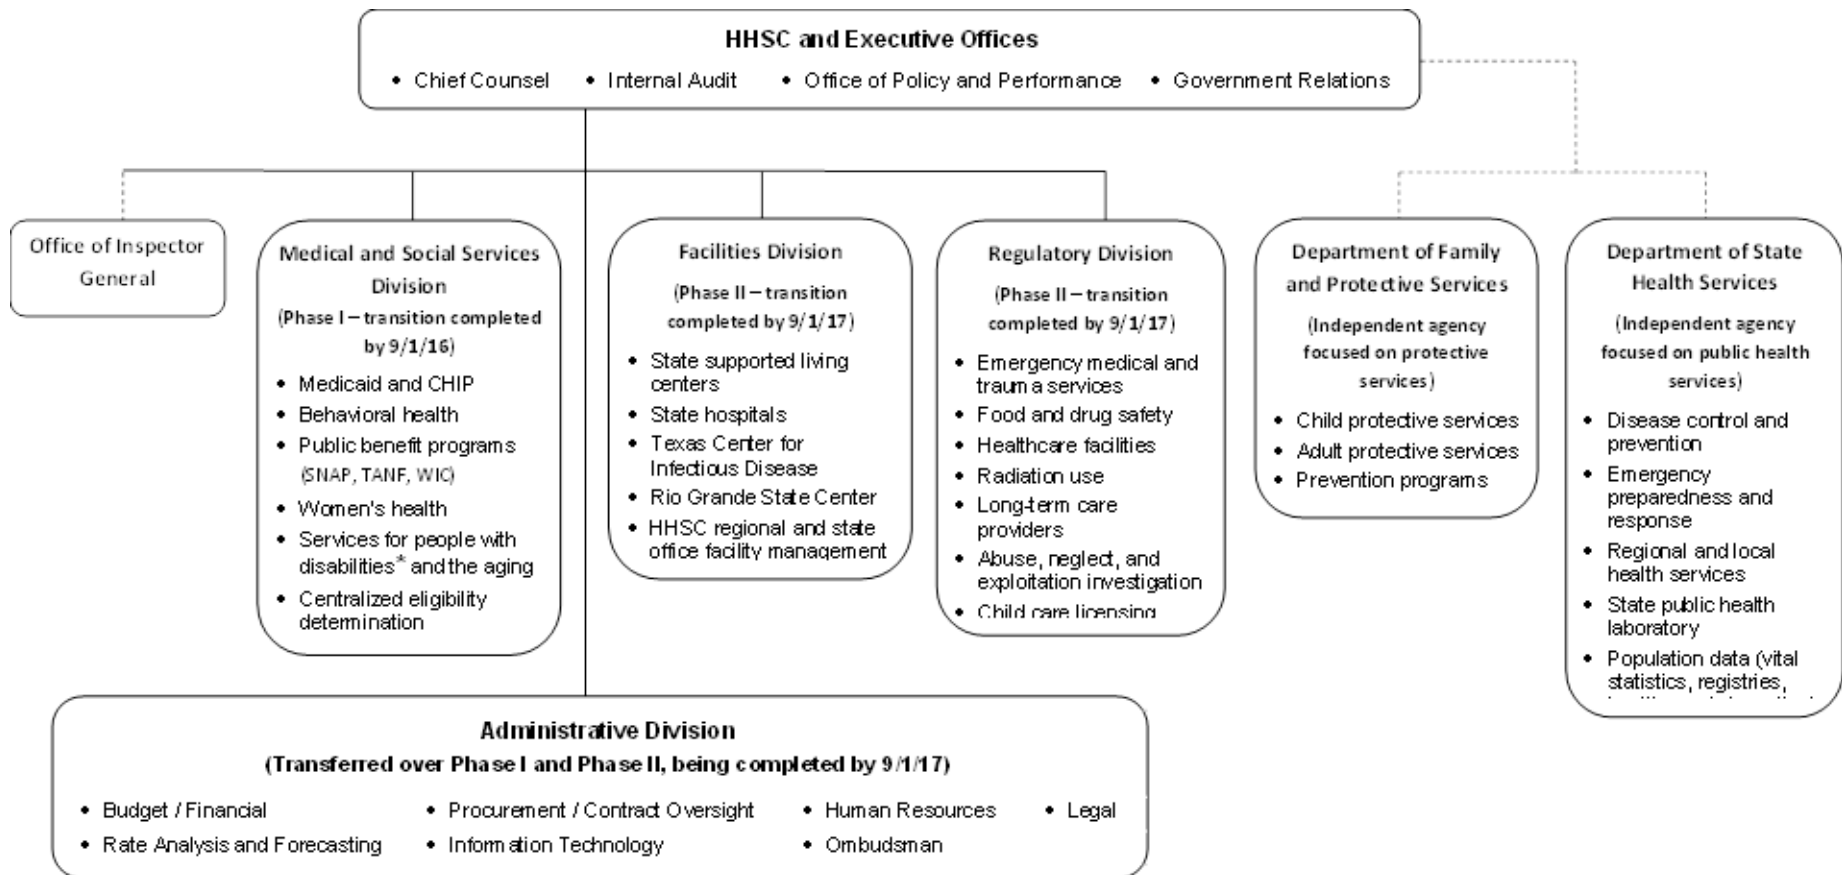 HHSC and Executive Offices
• Chief Counsel • Internal Audit • Office of Policy and Performance • Government Relations
Office of Inspector
General
Medical and Social Services
Division
(Phase I – transition completed
by 9/1/16)
• Medicaid and CHIP
• Behavioral health
• Public benefit programs
(SNAP, TANF, WIC)
• Women's health
• Services for people with
disabilities* and the aging
• Centralized eligibility
determination
Facilities Division
(Phase II – transition
completed by 9/1/17)
• State supported living
centers
• State hospitals
• Texas Center for
Infectious Disease
• Rio Grande State Center
• HHSC regional and state
office facility management
Regulatory Division
(Phase II – transition
completed by 9/1/17)
• Emergency medical and
trauma services
• Food and drug safety
• Healthcare facilities
• Radiation use
• Long-term care
providers
• Abuse, neglect, and
exploitation investigation
• Child care licensing
Department of Family
and Protective Services
(Independent agency
focused on protective
services)
• Child protective services
• Adult protective services
• Prevention programs
Department of State
Health Services
(Independent agency
focused on public health
services)
• Disease control and
prevention
• Emergency
preparedness and
response
• Regional and local
health services
• State public health
laboratory
• Population data (vital
statistics, registries,
Administrative Division
(Transferred over Phase I and Phase II, being completed by 9/1/17)
• Budget / Financial • Procurement / Contract Oversight • Human Resources • Legal
• Rate Analysis and Forecasting • Information Technology • Ombudsman